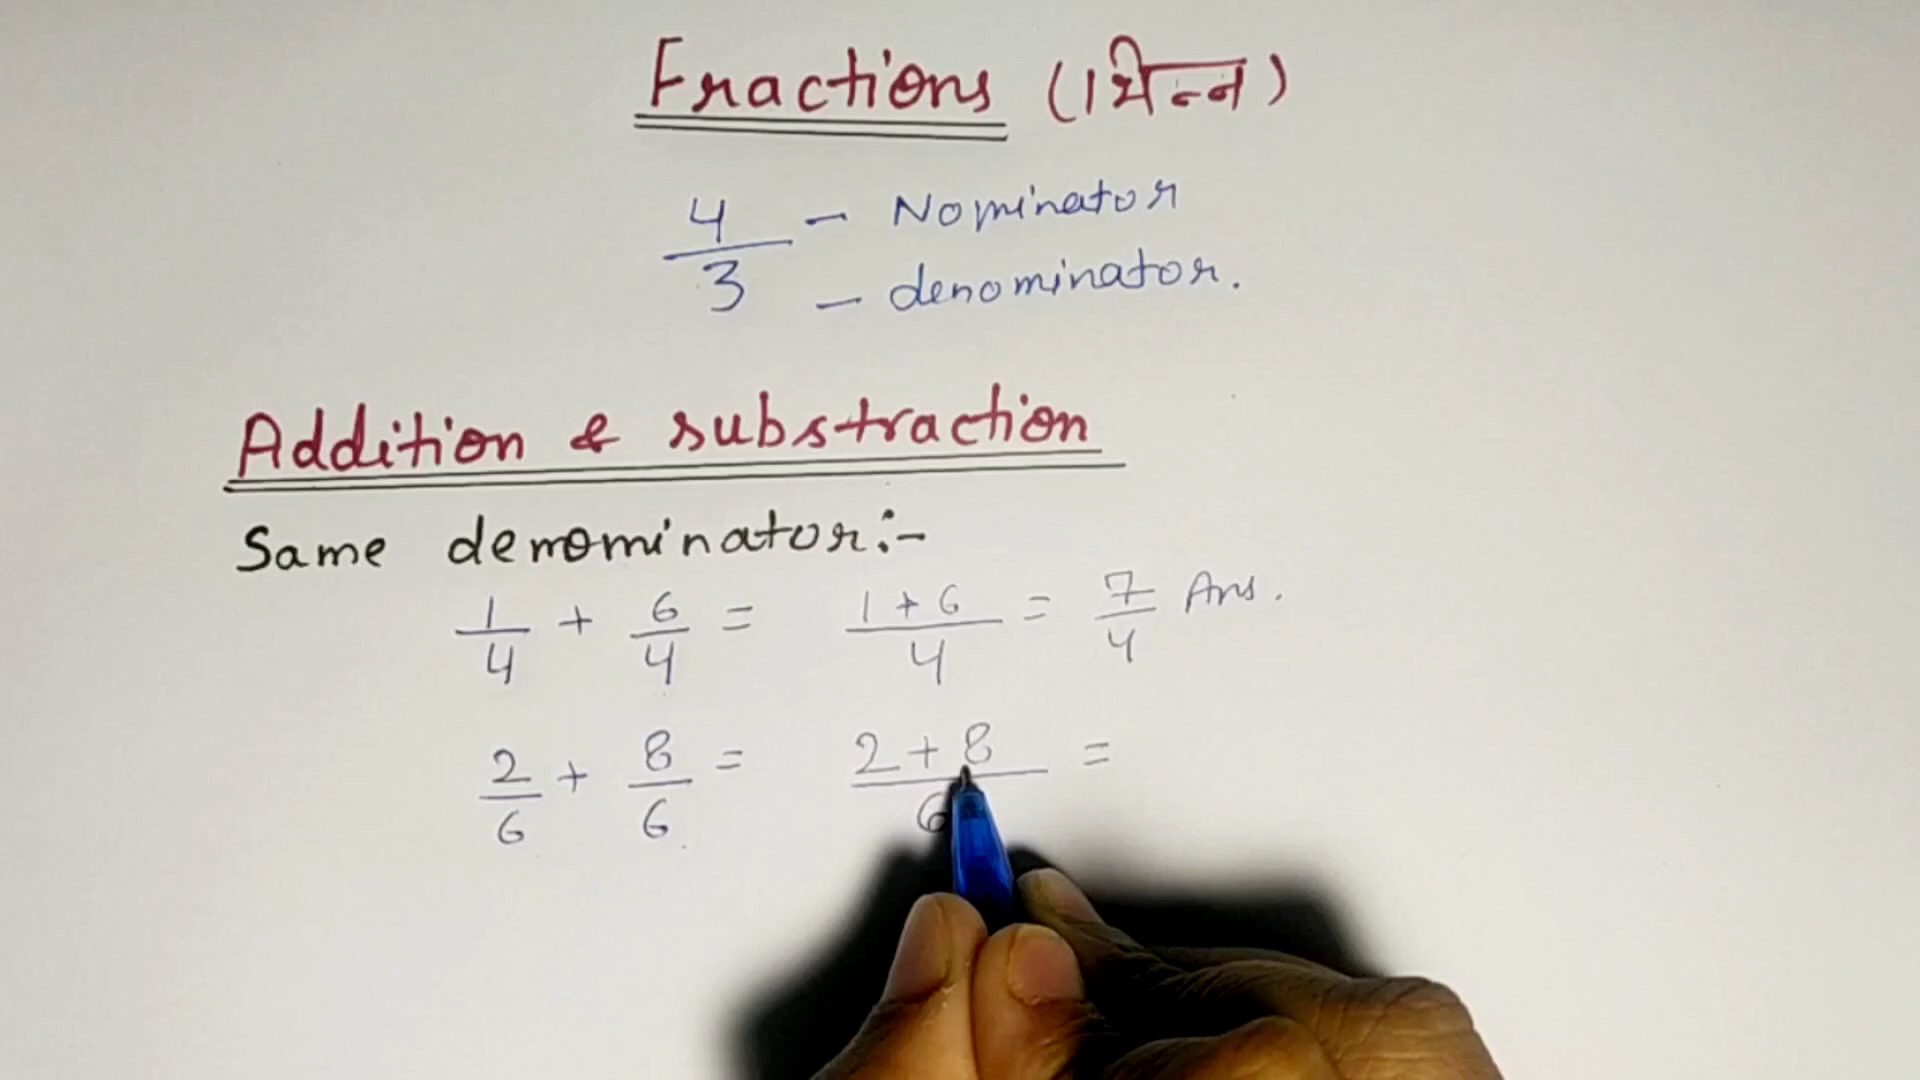 Fractions (भिन्न)
4/3 – Nominator
– denominator.
Addition & substraction
Same denominator:-
1/4 + 6/4 = 1+6/4 = 7/4 Ans.
2/6 + 8/6 = 2+8/6 =